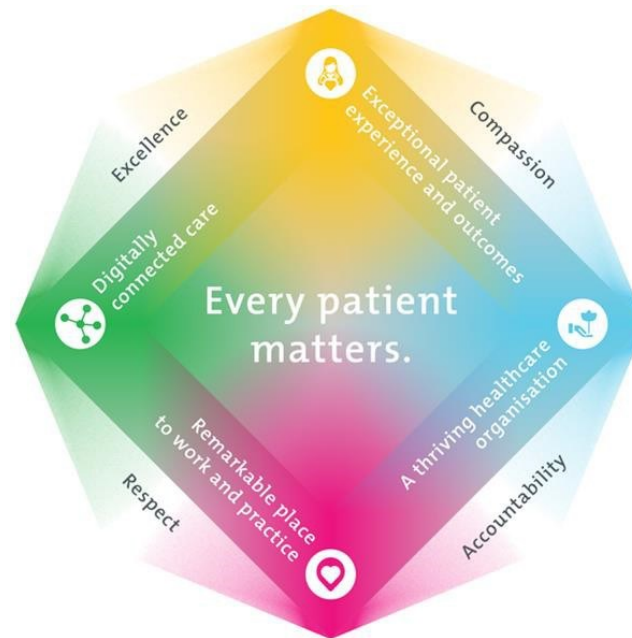 Excellence
Compassion
Exceptional patient
experience and outcomes
Digitally
connected care
Every patient
matters.
Remarkable place
to work and practice
A thriving healthcare
organisation
Respect
Accountability